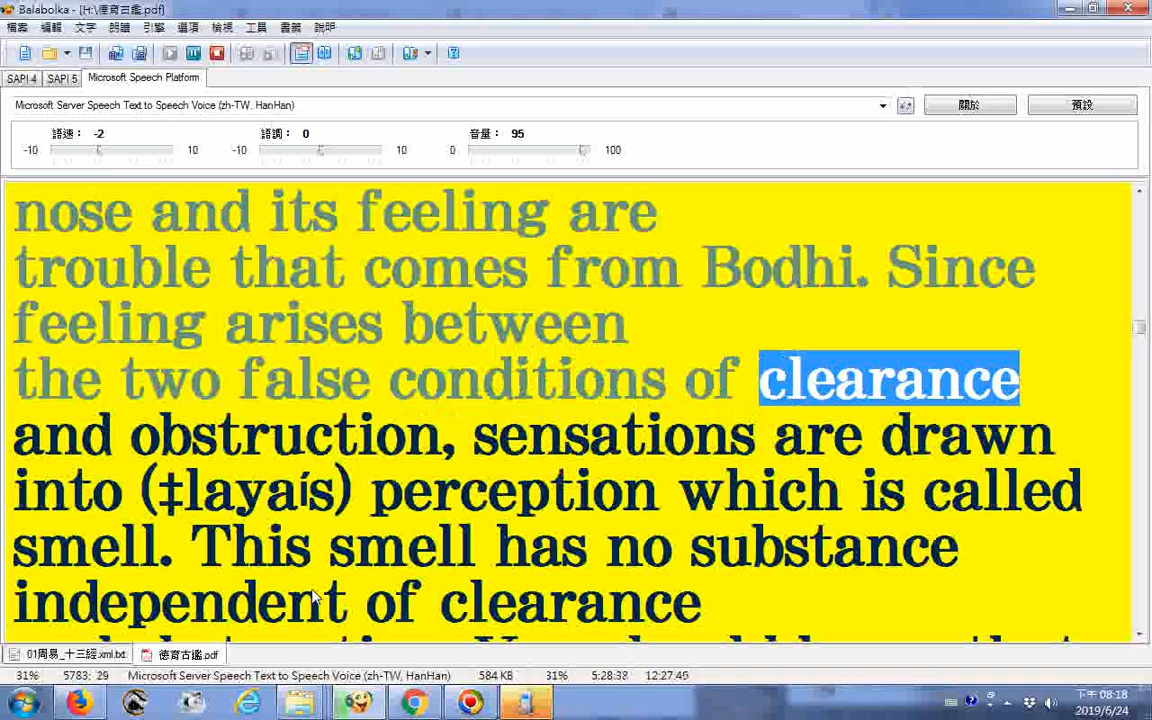 Balabolka - [H:\德育古鑑.pdf]
檔案 編輯 文字 朗讀 引擎 選項 檢視 工具 書籤 說明
SAPI 4 SAPI 5 Microsoft Speech Platform
Microsoft Server Speech Text to Speech Voice (zh-TW, HanHan) 關於 預設
語速： -2 語調： 0 音量： 95
-10 10 -10 10 0 100
nose and its feeling are
trouble that comes from Bodhi. Since
feeling arises between
the two false conditions of clearance
and obstruction, sensations are drawn
into (‡layaís) perception which is called
smell. This smell has no substance
independent of clearance
01周易_十三經.xml.txt 德育古鑑.pdf
31% 5783: 29 Microsoft Server Speech Text to Speech Voice (zh-TW, HanHan) 584 KB 31% 5:28:38 12:27:45
下午 08:18
2019/6/24